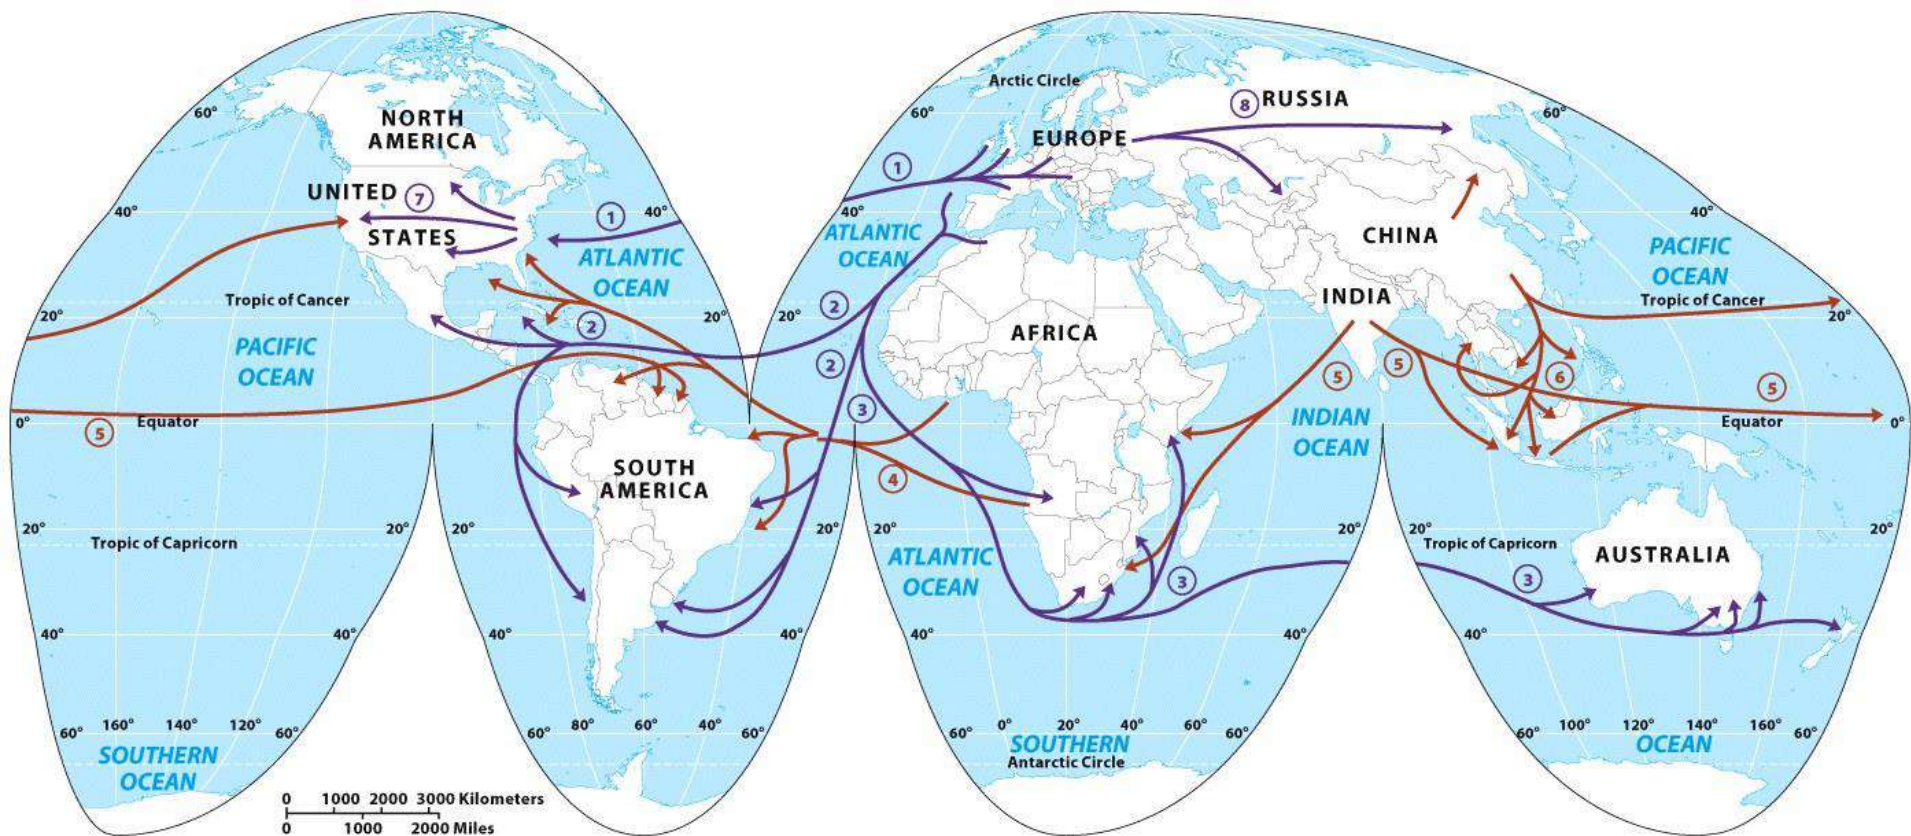 Arctic Circle
60°
8 RUSSIA
60°
NORTH
AMERICA
60°
EUROPE
1
UNITED
7
STATES
40°
1
40°
40°
ATLANTIC
OCEAN
ATLANTIC
OCEAN
CHINA
40°
PACIFIC
OCEAN
Tropic of Cancer
20°
PACIFIC
OCEAN
2
20°
20°
2
2
AFRICA
INDIA
Tropic of Cancer
20°
5
5
6
5
3
INDIAN
OCEAN
0°
5
Equator
Equator
0°
SOUTH
AMERICA
4
20°
20°
20°
20°
20°
20°
20°
Tropic of Capricorn
ATLANTIC
OCEAN
3
Tropic of Capricorn
AUSTRALIA
3
40°
40°
40°
40°
40°
40°
40°
60°
160°
140°
120°
60°
60°
80°
60°
40°
60°
60°
0°
20°
40°
60°
60°
60°
100°
120°
140°
160°
60°
SOUTHERN
OCEAN
SOUTHERN
OCEAN
Antarctic Circle
0 1000 2000 3000 Kilometers
0 1000 2000 Miles